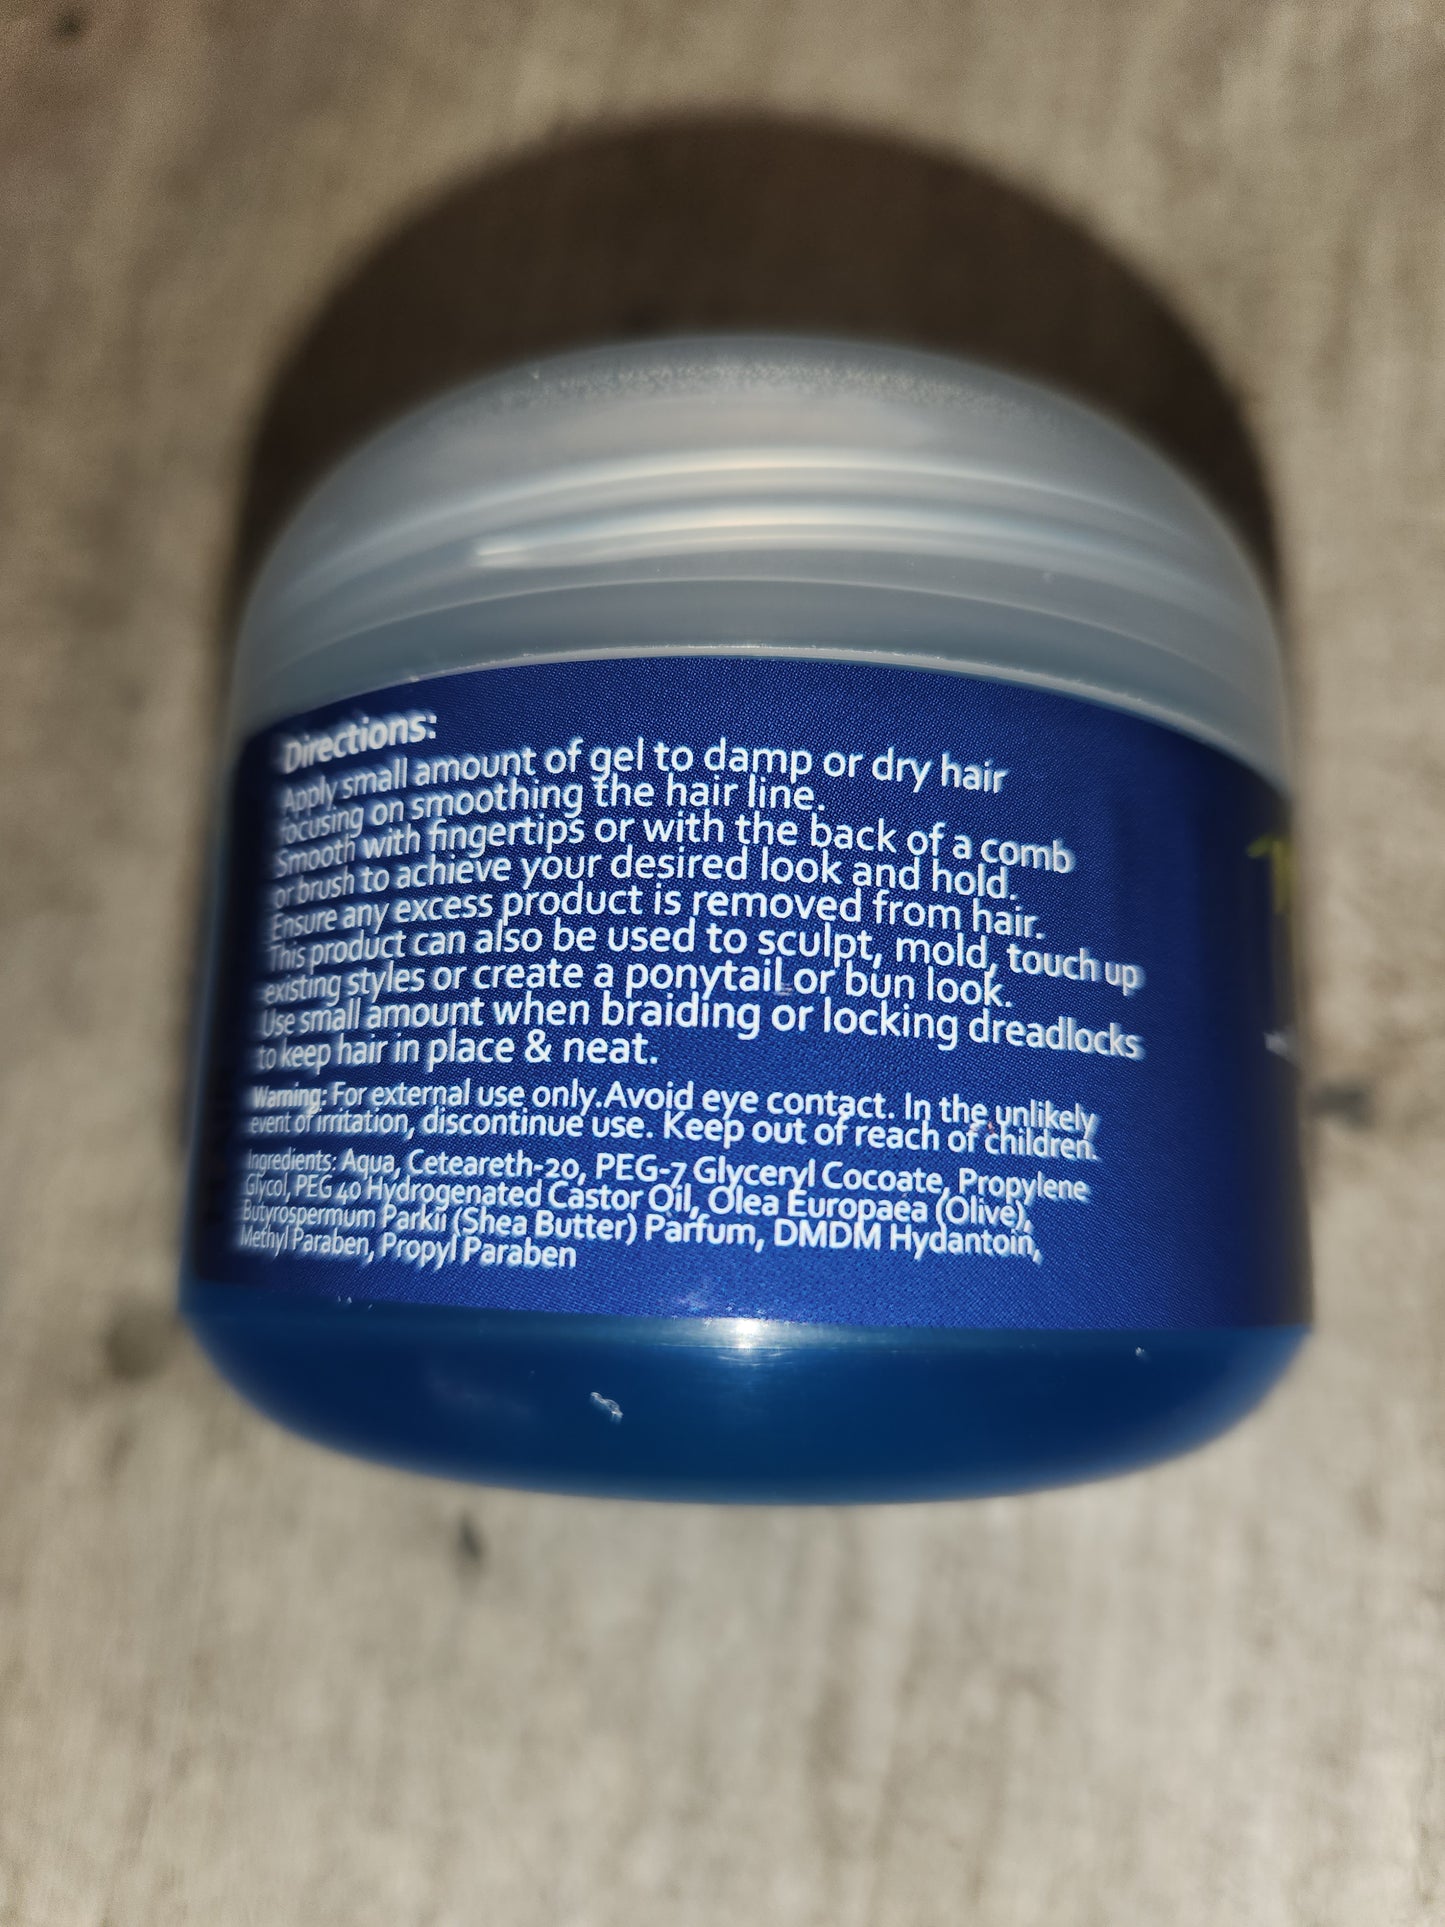 Directions:
Apply small amount of gel to damp or dry hair
focusing on smoothing the hair line.
Smooth with fingertips or with the back of a comb
or brush to achieve your desired look and hold.
Ensure any excess product is removed from hair.
This product can also be used to sculpt, mold, touch up
existing styles or create a ponytail or bun look.
Use small amount when braiding or locking dreadlocks
to keep hair in place & neat.
Warning: For external use only.Avoid eye contact. In the unlikely
event of irritation, discontinue use. Keep out of reach of children.
Ingredients: Aqua, Ceteareth-20, PEG-7 Glyceryl Cocoate, Propylene
Glycol, PEG 40 Hydrogenated Castor Oil, Olea Europaea (Olive),
Butyrospermum Parkii (Shea Butter) Parfum, DMDM Hydantoin,
Methyl Paraben, Propyl Paraben